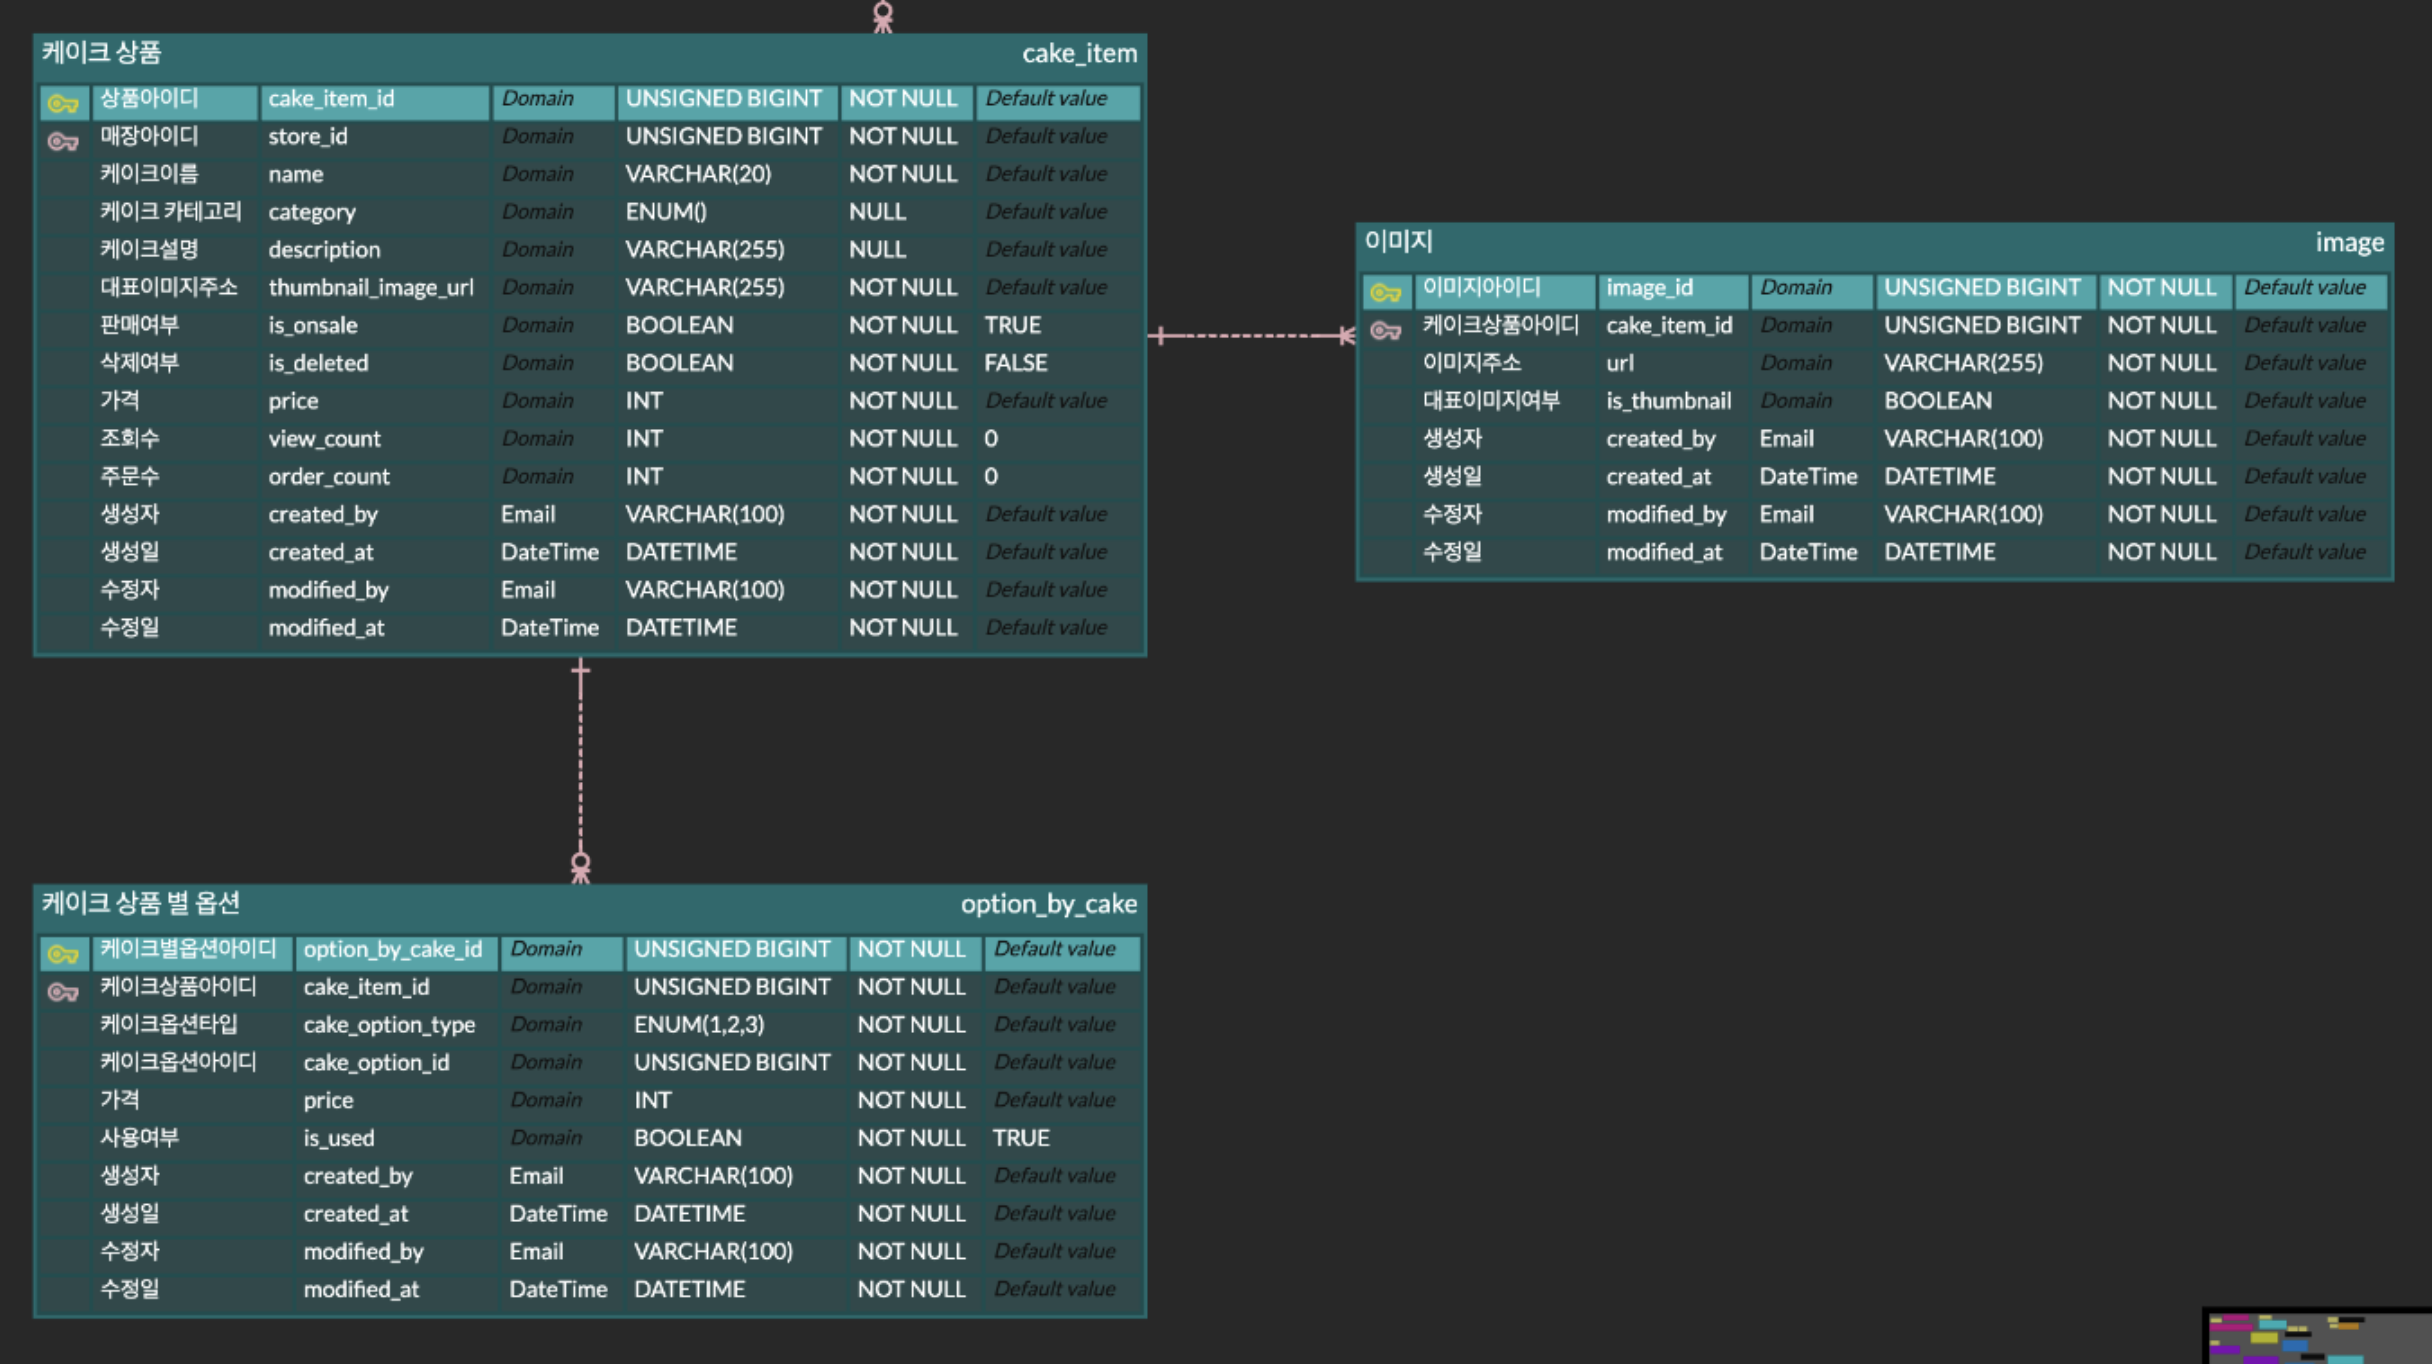 케이크 상품 cake_item
상품아이디 cake_item_id Domain UNSIGNED BIGINT NOT NULL Default value
매장아이디 store_id Domain UNSIGNED BIGINT NOT NULL Default value
케이크이름 name Domain VARCHAR(20) NOT NULL Default value
케이크 카테고리 category Domain ENUM() NULL Default value
케이크설명 description Domain VARCHAR(255) NULL Default value
대표이미지주소 thumbnail_image_url Domain VARCHAR(255) NOT NULL Default value
판매여부 is_onsale Domain BOOLEAN NOT NULL TRUE
삭제여부 is_deleted Domain BOOLEAN NOT NULL FALSE
가격 price Domain INT NOT NULL Default value
조회수 view_count Domain INT NOT NULL 0
주문수 order_count Domain INT NOT NULL 0
생성자 created_by Email VARCHAR(100) NOT NULL Default value
생성일 created_at DateTime DATETIME NOT NULL Default value
수정자 modified_by Email VARCHAR(100) NOT NULL Default value
수정일 modified_at DateTime DATETIME NOT NULL Default value
이미지 image
이미지아이디 image_id Domain UNSIGNED BIGINT NOT NULL Default value
케이크상품아이디 cake_item_id Domain UNSIGNED BIGINT NOT NULL Default value
이미지주소 url Domain VARCHAR(255) NOT NULL Default value
대표이미지여부 is_thumbnail Domain BOOLEAN NOT NULL Default value
생성자 created_by Email VARCHAR(100) NOT NULL Default value
생성일 created_at DateTime DATETIME NOT NULL Default value
수정자 modified_by Email VARCHAR(100) NOT NULL Default value
수정일 modified_at DateTime DATETIME NOT NULL Default value
케이크 상품 별 옵션 option_by_cake
케이크별옵션아이디 option_by_cake_id Domain UNSIGNED BIGINT NOT NULL Default value
케이크상품아이디 cake_item_id Domain UNSIGNED BIGINT NOT NULL Default value
케이크옵션타입 cake_option_type Domain ENUM(1,2,3) NOT NULL Default value
케이크옵션아이디 cake_option_id Domain UNSIGNED BIGINT NOT NULL Default value
가격 price Domain INT NOT NULL Default value
사용여부 is_used Domain BOOLEAN NOT NULL TRUE
생성자 created_by Email VARCHAR(100) NOT NULL Default value
생성일 created_at DateTime DATETIME NOT NULL Default value
수정자 modified_by Email VARCHAR(100) NOT NULL Default value
수정일 modified_at DateTime DATETIME NOT NULL Default value